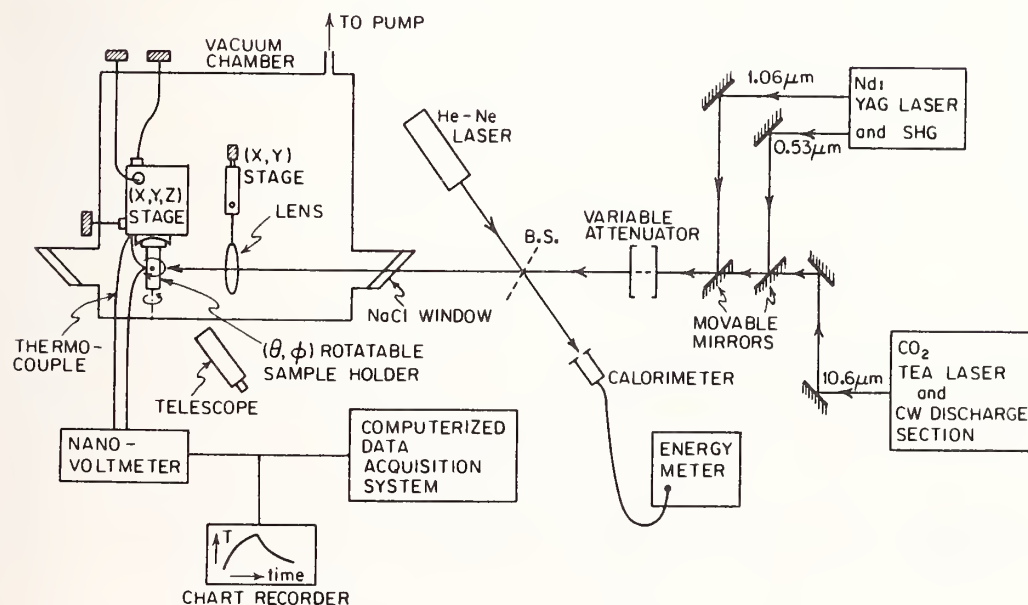 TO PUMP
VACUUM
CHAMBER
He-Ne
LASER
1.06μm
Nd:
YAG LASER
and SHG
0.53μm
(X,Y)
STAGE
(X,Y,Z)
STAGE
LENS
VARIABLE
ATTENUATOR
B.S.
NaCl WINDOW
MOVABLE
MIRRORS
THERMO-
COUPLE
(θ, ϕ) ROTATABLE
SAMPLE HOLDER
TELESCOPE
CALORIMETER
10.6μm
CO₂
TEA LASER
and
CW DISCHARGE
SECTION
NANO-
VOLTMETER
COMPUTERIZED
DATA
ACQUISITION
SYSTEM
ENERGY
METER
T
time
CHART RECORDER